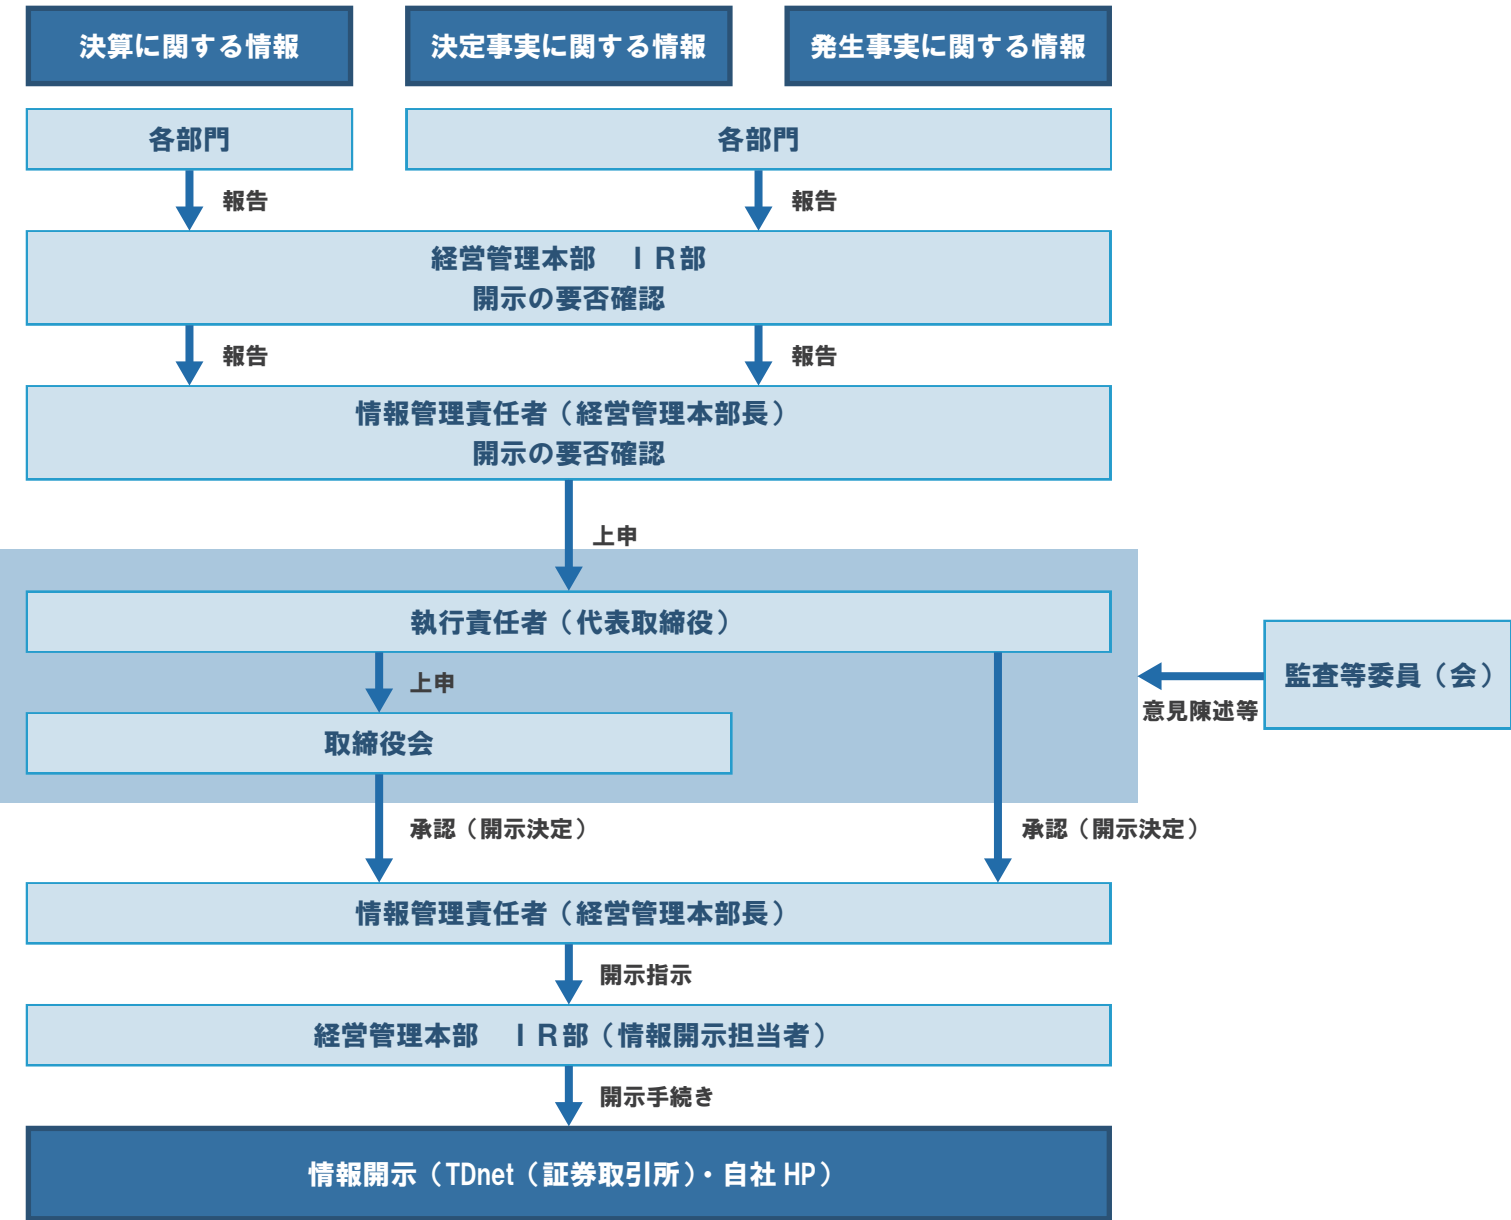 決算に関する情報
決定事実に関する情報
発生事実に関する情報
各部門
各部門
報告
報告
経営管理本部　ＩＲ部
開示の要否確認
報告
報告
情報管理責任者（経営管理本部長）
開示の要否確認
上申
執行責任者（代表取締役）
上申
取締役会
監査等委員（会）
意見陳述等
承認（開示決定）
承認（開示決定）
情報管理責任者（経営管理本部長）
開示指示
経営管理本部　ＩＲ部（情報開示担当者）
開示手続き
情報開示（TDnet（証券取引所）・自社 HP）